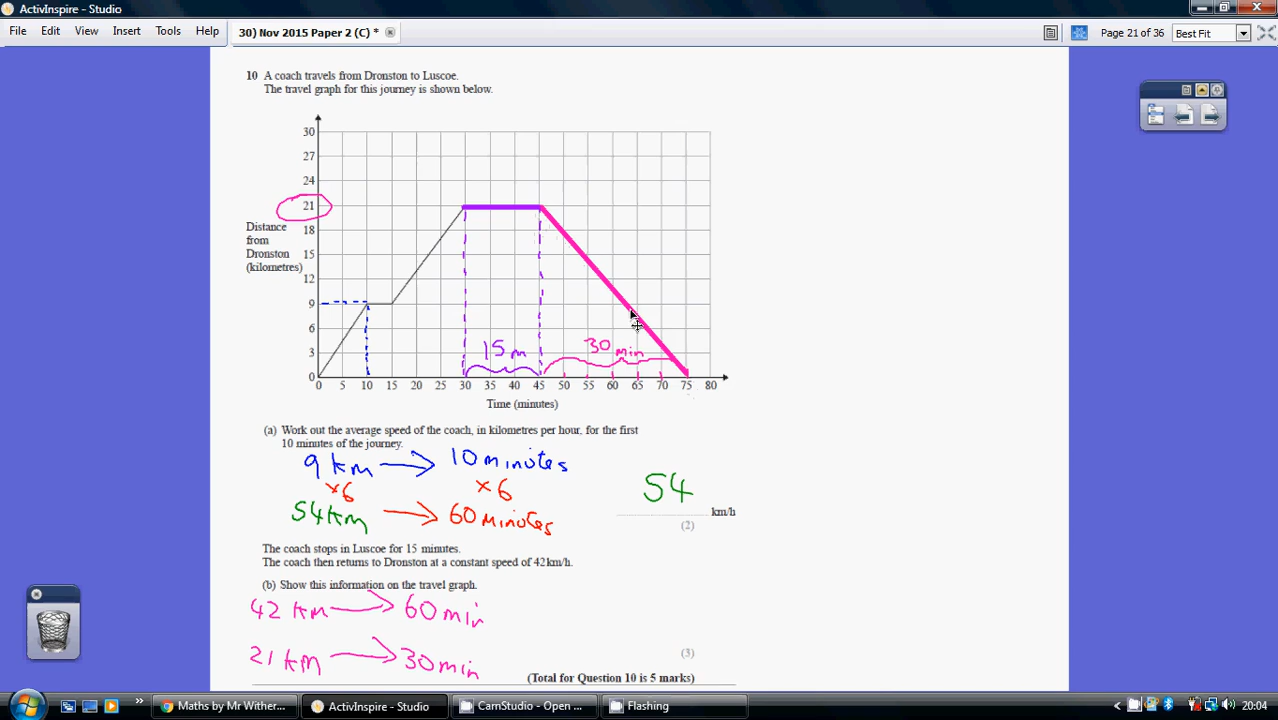 ActivInspire - Studio
File Edit View Insert Tools Help 30) Nov 2015 Paper 2 (C) * Page 21 of 36 Best Fit
10 A coach travels from Dronston to Luscoe.
The travel graph for this journey is shown below.
30
27
24
21
18
15
12
9
6
3
0
Distance
from
Dronston
(kilometres)
15 m
30 min
0 5 10 15 20 25 30 35 40 45 50 55 60 65 70 75 80
Time (minutes)
(a) Work out the average speed of the coach, in kilometres per hour, for the first
10 minutes of the journey.
9 km 10 minutes
×6 ×6
54 km 60 minutes
54
km/h
(2)
The coach stops in Luscoe for 15 minutes.
The coach then returns to Dronston at a constant speed of 42 km/h.
(b) Show this information on the travel graph.
42 km 60 min
21 km 30 min
(3)
(Total for Question 10 is 5 marks)
Maths by Mr Wither... ActivInspire - Studio CamStudio - Open ... Flashing 20:04